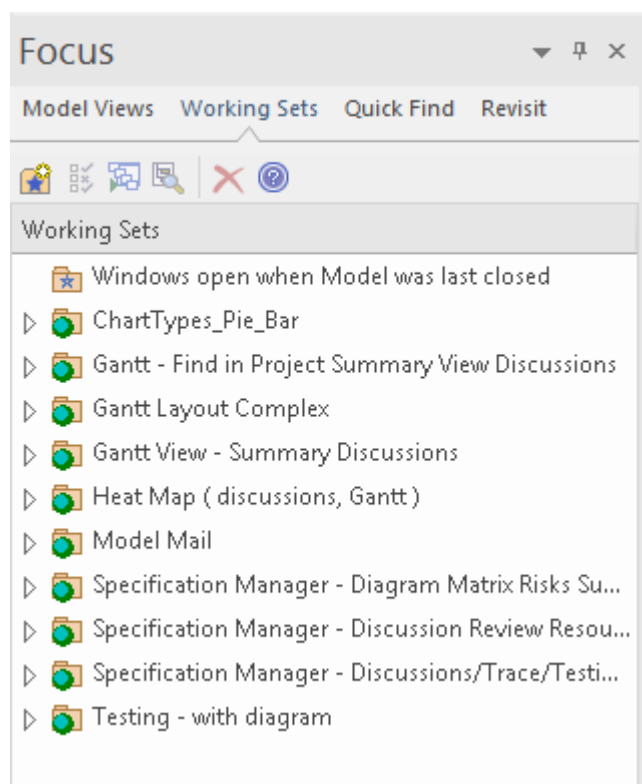 Focus
Model Views Working Sets Quick Find Revisit
Working Sets
Windows open when Model was last closed
ChartTypes_Pie_Bar
Gantt - Find in Project Summary View Discussions
Gantt Layout Complex
Gantt View - Summary Discussions
Heat Map ( discussions, Gantt )
Model Mail
Specification Manager - Diagram Matrix Risks Su...
Specification Manager - Discussion Review Resou...
Specification Manager - Discussions/Trace/Testi...
Testing - with diagram